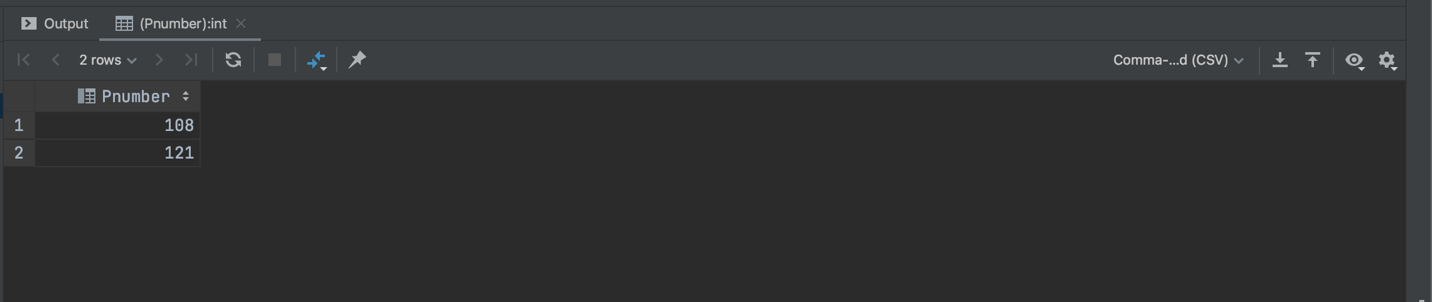 Output (Pnumber):int
2 rows Comma-...d (CSV)
Pnumber
1 108
2 121